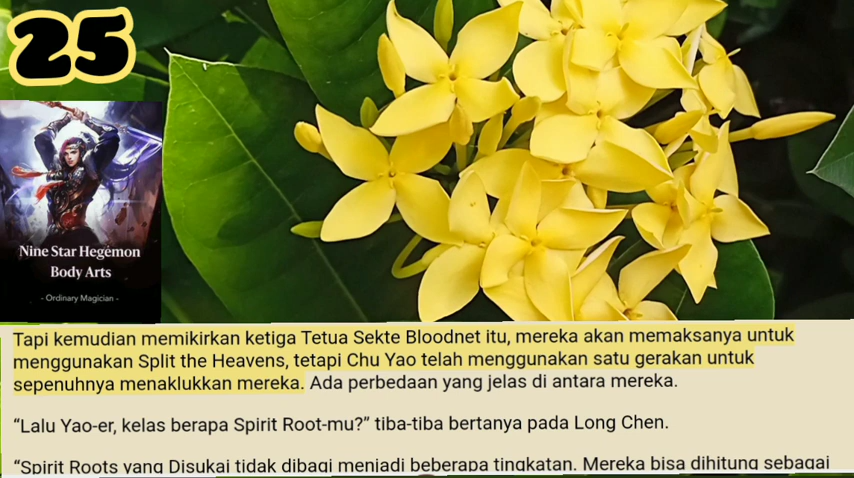 25
Nine Star Hegemon
Body Arts
- Ordinary Magician -
Tapi kemudian memikirkan ketiga Tetua Sekte Bloodnet itu, mereka akan memaksanya untuk
menggunakan Split the Heavens, tetapi Chu Yao telah menggunakan satu gerakan untuk
sepenuhnya menaklukkan mereka. Ada perbedaan yang jelas di antara mereka.
“Lalu Yao-er, kelas berapa Spirit Root-mu?” tiba-tiba bertanya pada Long Chen.
“Spirit Roots yang Disukai tidak dibagi menjadi beberapa tingkatan. Mereka bisa dihitung sebagai